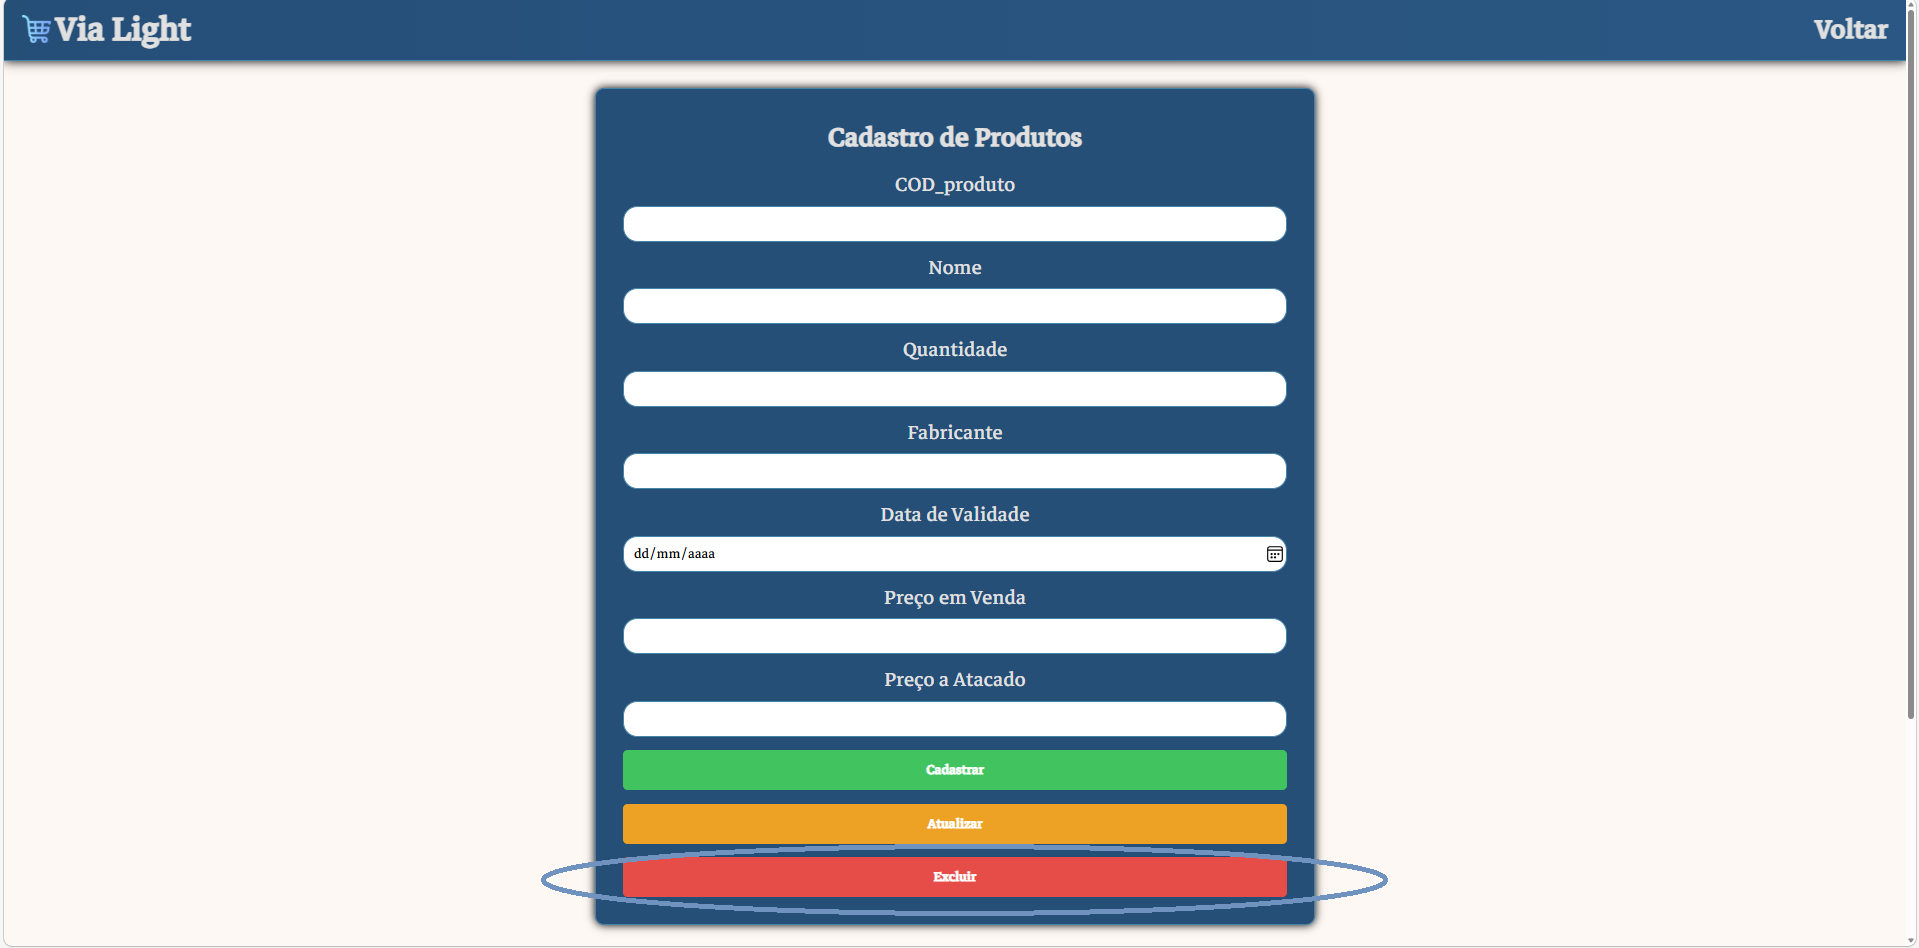 Via Light
Voltar
Cadastro de Produtos
COD_produto
Nome
Quantidade
Fabricante
Data de Validade
dd/mm/aaaa
Preço em Venda
Preço a Atacado
Cadastrar
Atualizar
Excluir